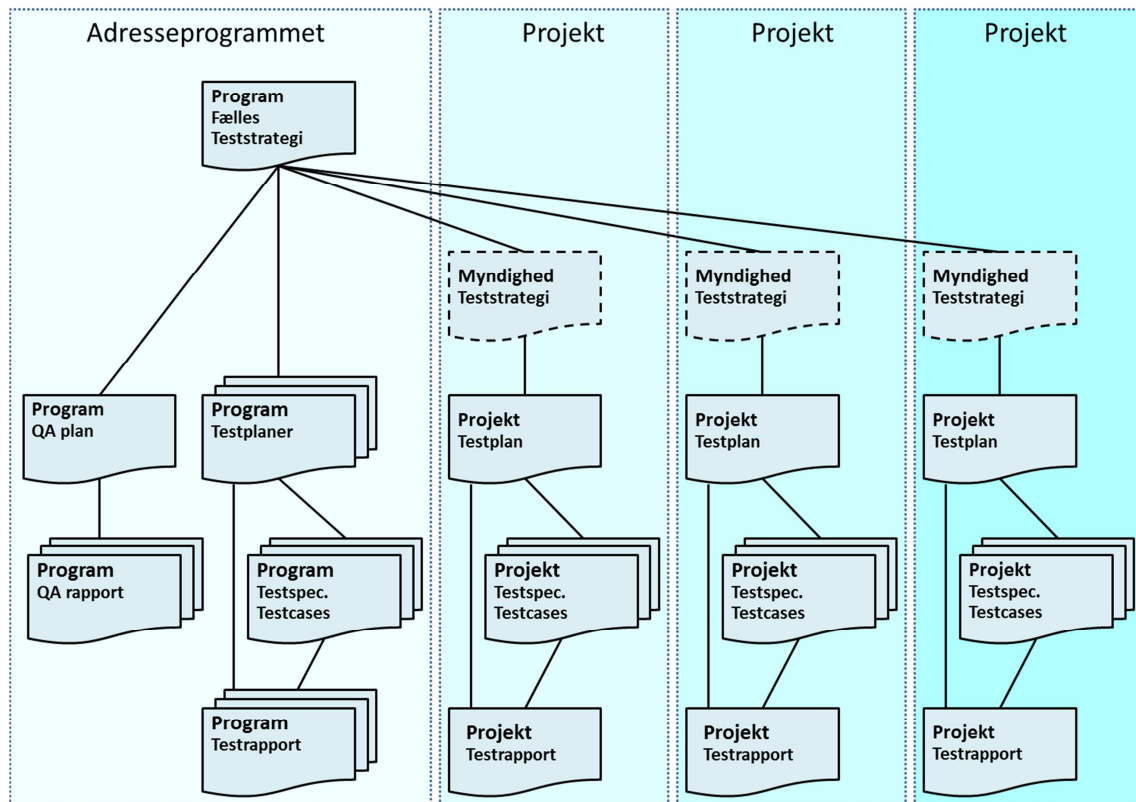 Adresseprogrammet
Projekt
Projekt
Projekt
Program
Fælles
Teststrategi
Myndighed
Teststrategi
Myndighed
Teststrategi
Myndighed
Teststrategi
Program
QA plan
Program
Testplaner
Projekt
Testplan
Projekt
Testplan
Projekt
Testplan
Program
QA rapport
Program
Testspec.
Testcases
Projekt
Testspec.
Testcases
Projekt
Testspec.
Testcases
Projekt
Testspec.
Testcases
Program
Testrapport
Projekt
Testrapport
Projekt
Testrapport
Projekt
Testrapport